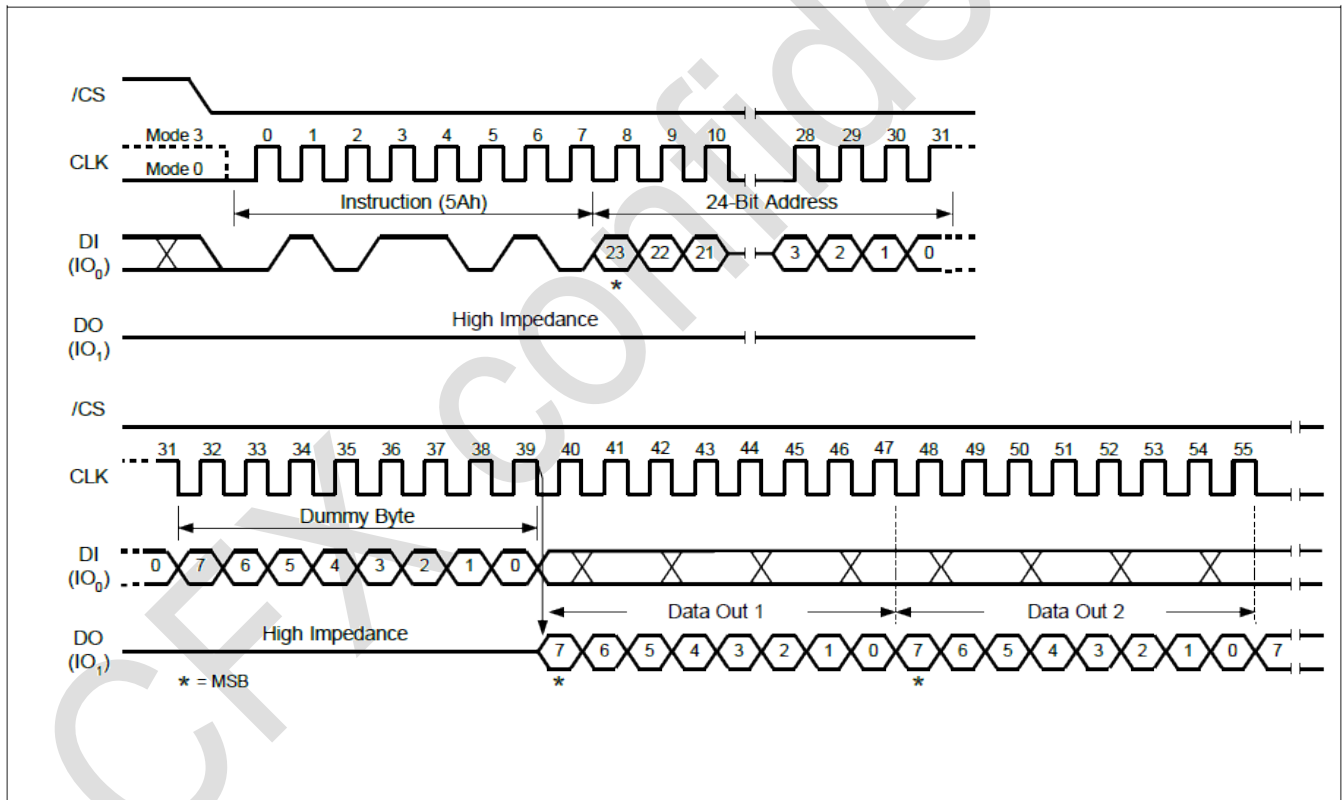 /CS
Mode 3 0 1 2 3 4 5 6 7 8 9 10 28 29 30 31
CLK
Mode 0
Instruction (5Ah) 24-Bit Address
DI
(IO0) 23 22 21 3 2 1 0
*
DO High Impedance
(IO1)
/CS
31 32 33 34 35 36 37 38 39 40 41 42 43 44 45 46 47 48 49 50 51 52 53 54 55
CLK
Dummy Byte
DI
(IO0) 0 7 6 5 4 3 2 1 0
Data Out 1 Data Out 2
DO High Impedance
(IO1) 7 6 5 4 3 2 1 0 7 6 5 4 3 2 1 0 7
* = MSB * *
CFX confide